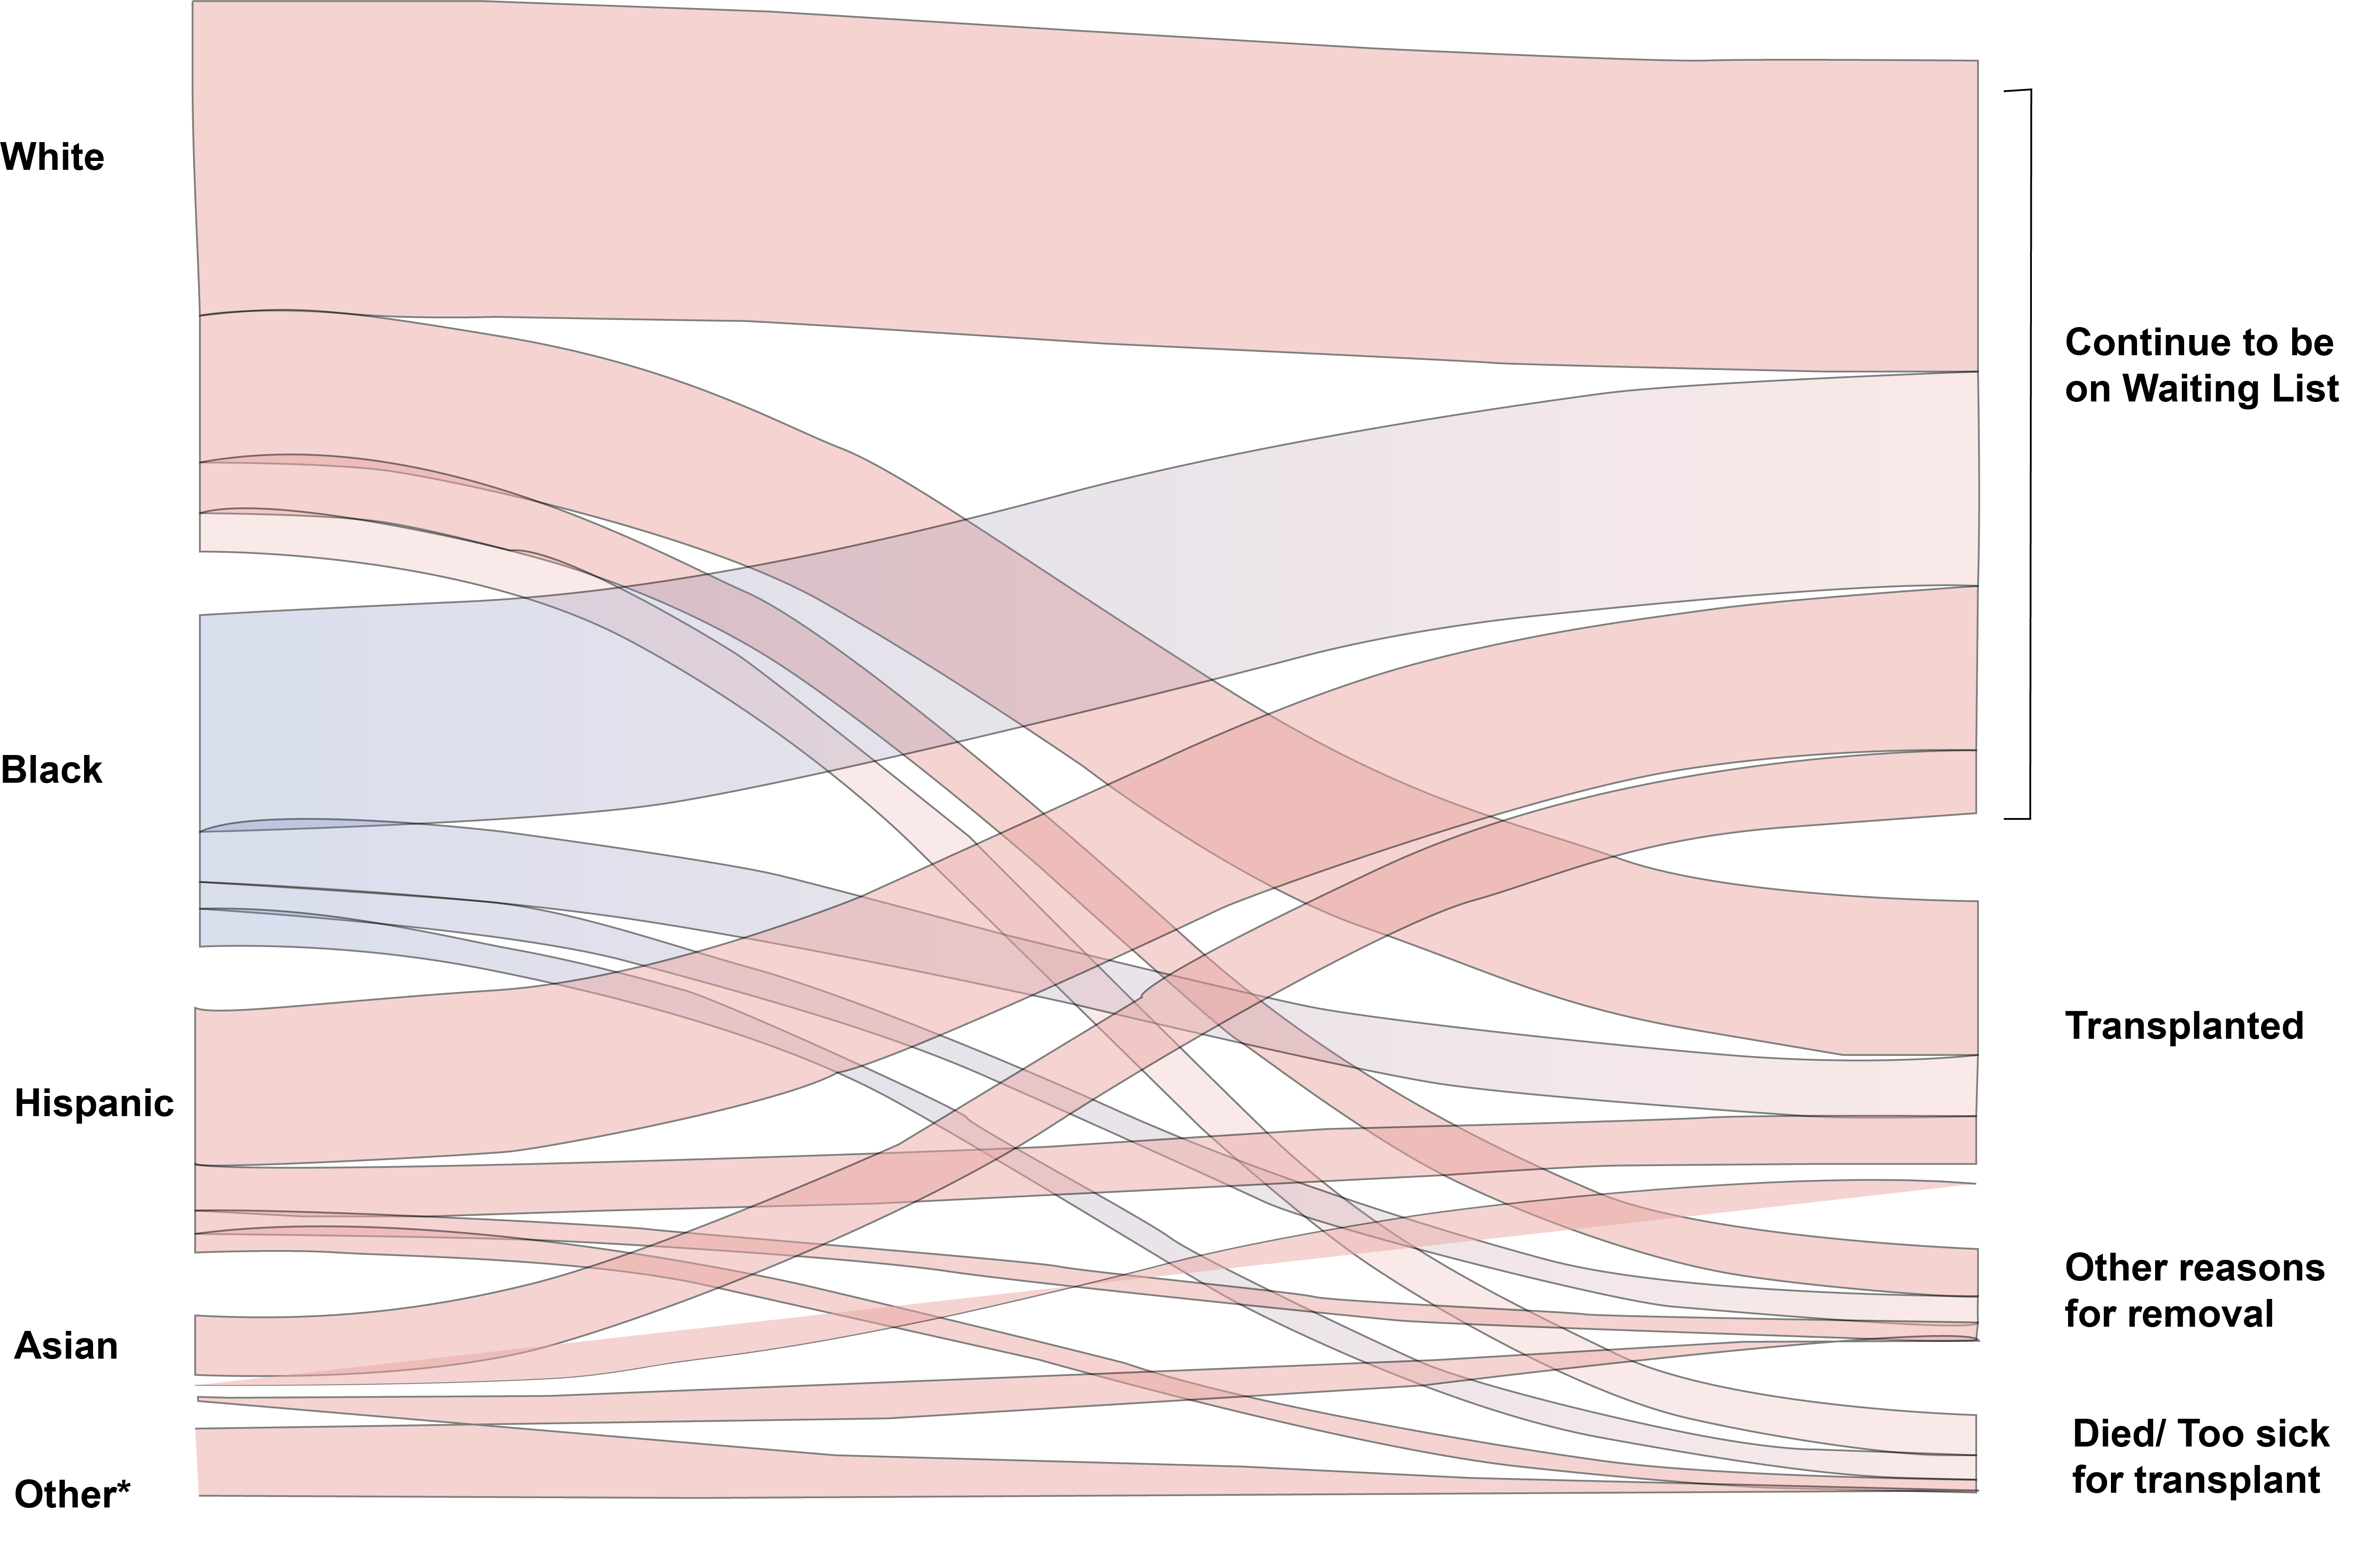 White
Black
Hispanic
Asian
Other*
Continue to be
on Waiting List
Transplanted
Other reasons
for removal
Died/ Too sick
for transplant